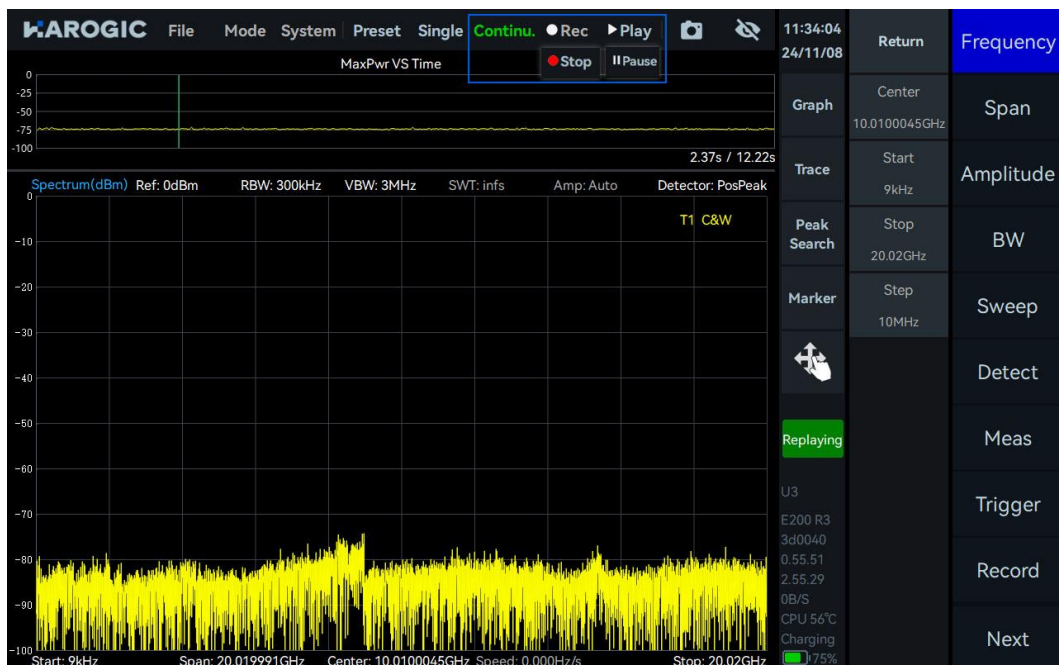 HAROGIC File Mode System Preset Single Continu. Rec Play
Stop Pause
MaxPwr VS Time
0
-25
-50
-75
-100
2.37s / 12.22s
Spectrum(dBm) Ref: 0dBm RBW: 300kHz VBW: 3MHz SWT: infs Amp: Auto Detector: PosPeak
T1 C&W
0
-10
-20
-30
-40
-50
-60
-70
-80
-90
-100
Start: 9kHz Span: 20.019991GHz Center: 10.0100045GHz Speed: 0.000Hz/s Stop: 20.02GHz
11:34:04
24/11/08
Graph
Trace
Peak
Search
Marker
Replaying
U3
E200 R3
3d0040
0.55.51
2.55.29
0B/S
CPU 56℃
Charging
75%
Return
Center
10.0100045GHz
Start
9kHz
Stop
20.02GHz
Step
10MHz
Frequency
Span
Amplitude
BW
Sweep
Detect
Meas
Trigger
Record
Next